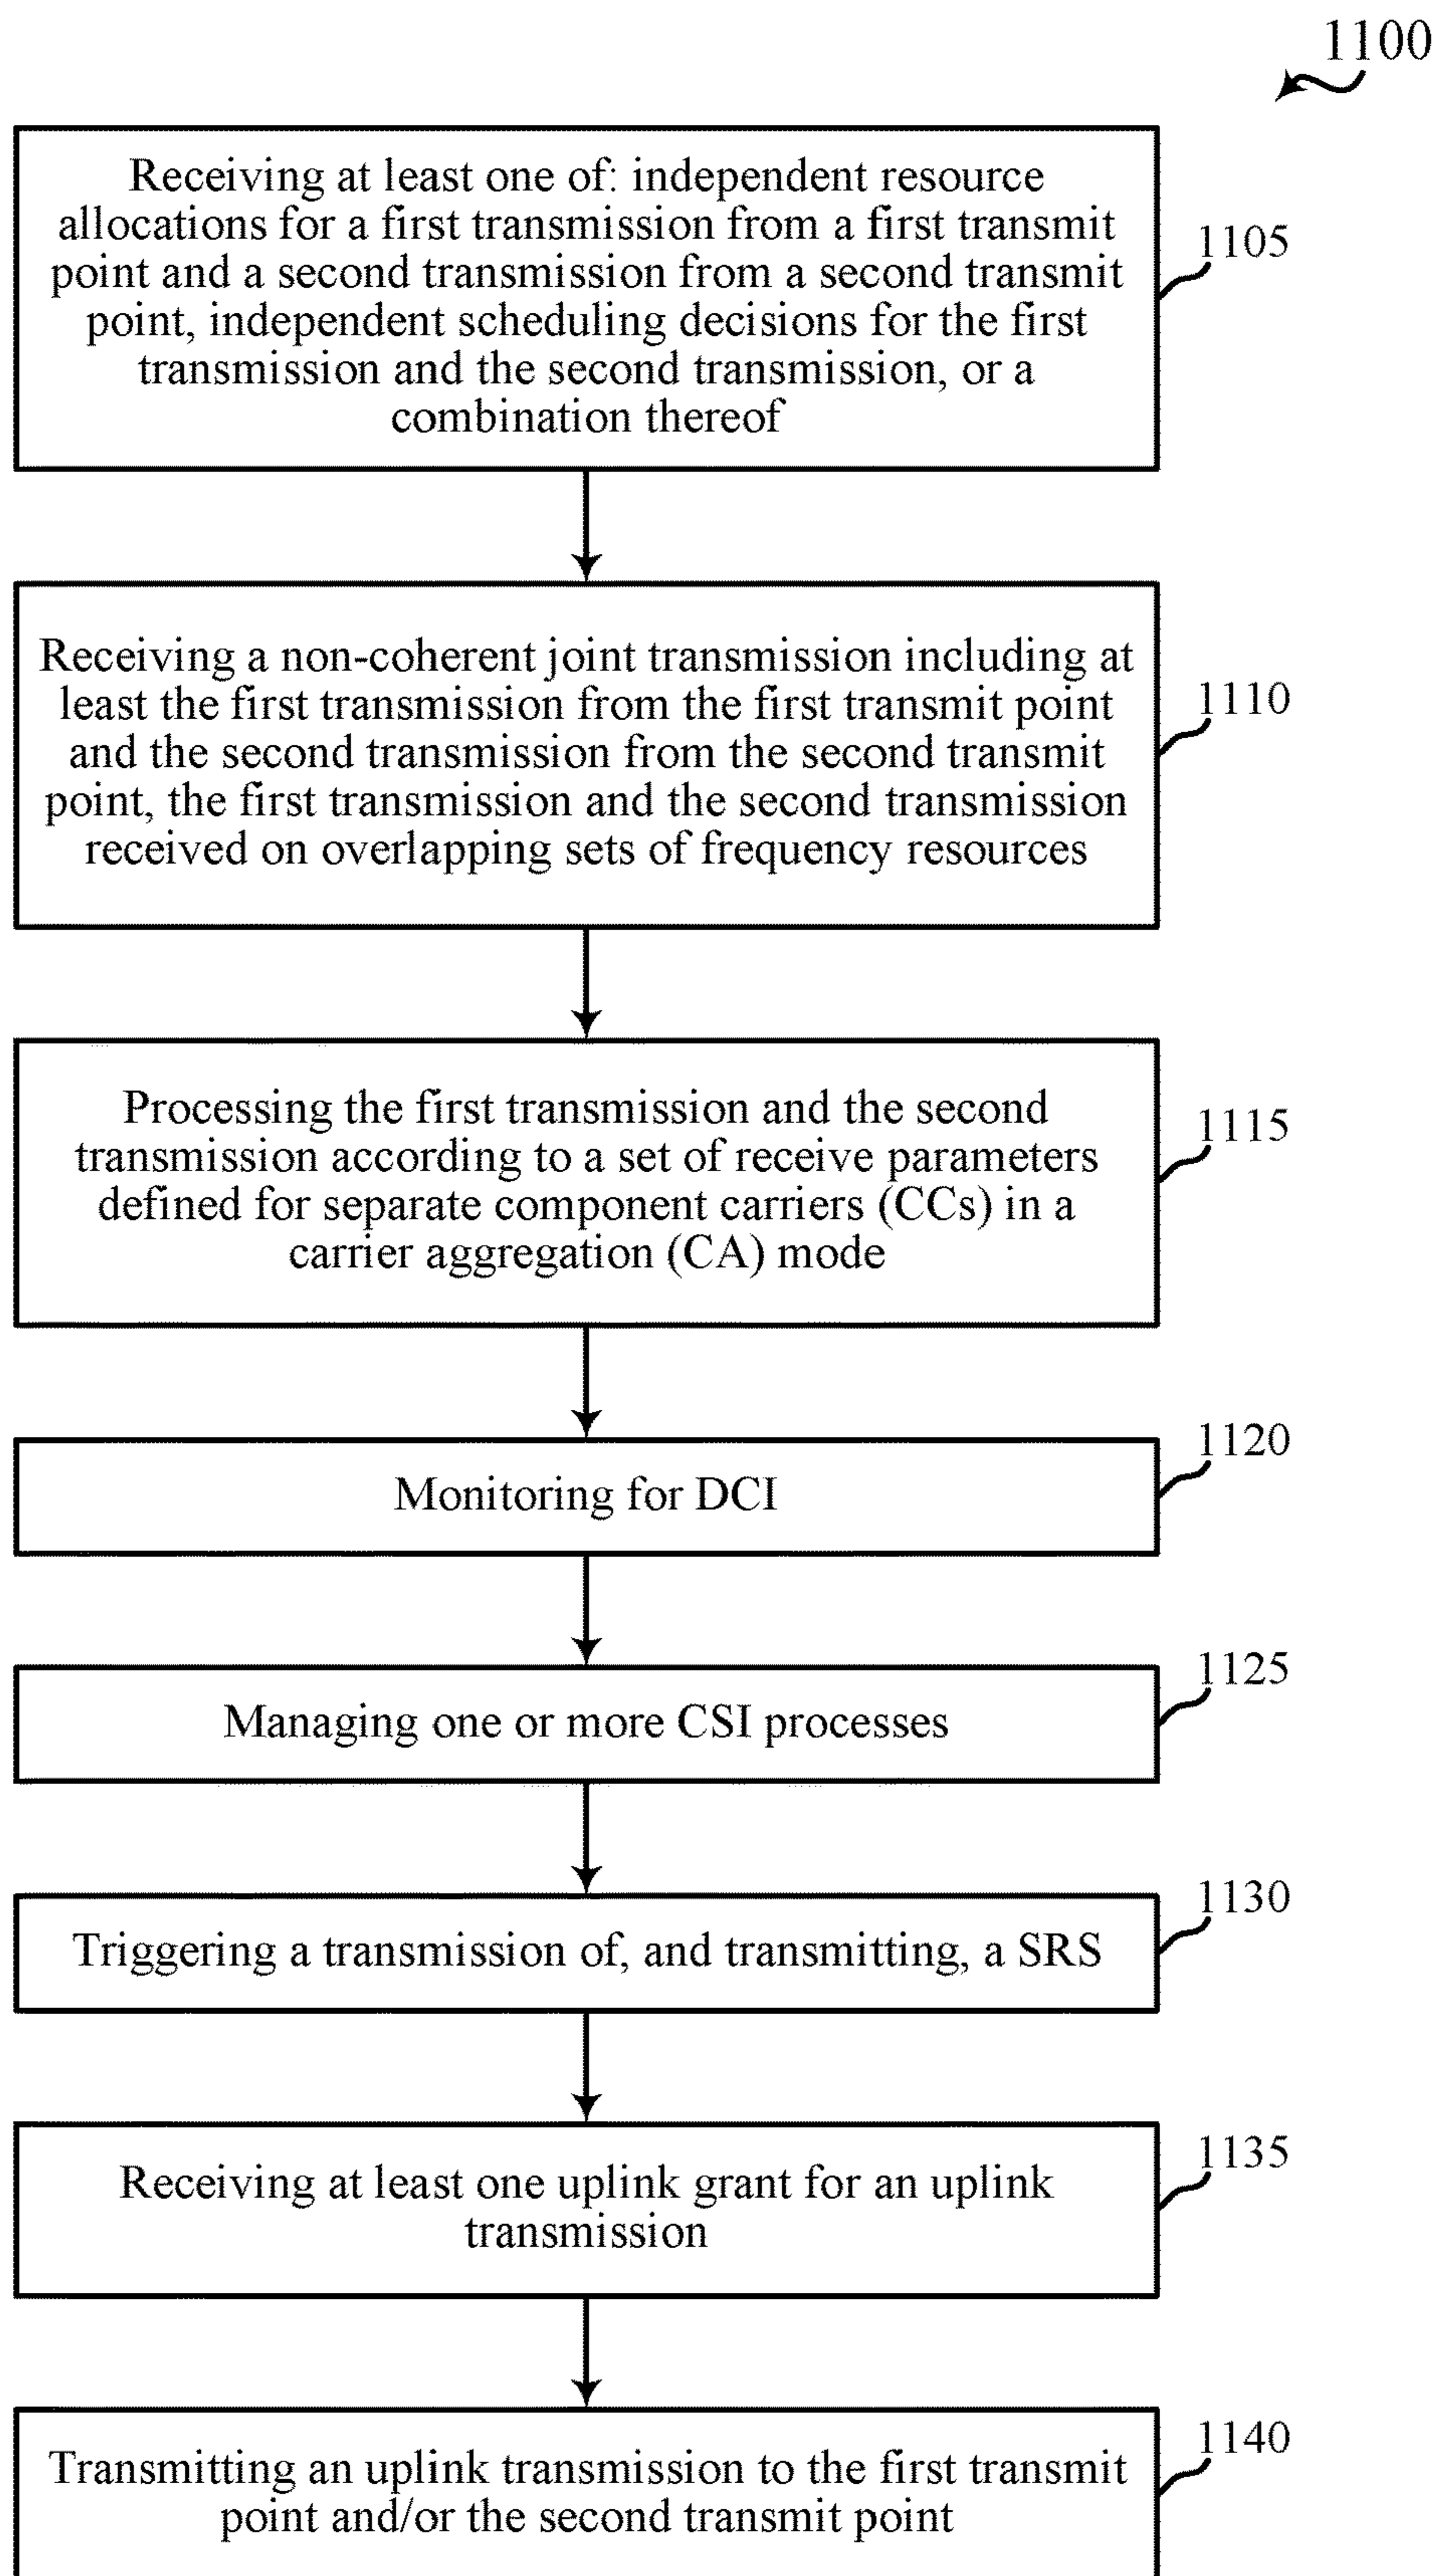 1100
Receiving at least one of: independent resource
allocations for a first transmission from a first transmit
point and a second transmission from a second transmit
point, independent scheduling decisions for the first
transmission and the second transmission, or a
combination thereof
1105
Receiving a non-coherent joint transmission including at
least the first transmission from the first transmit point
and the second transmission from the second transmit
point, the first transmission and the second transmission
received on overlapping sets of frequency resources
1110
Processing the first transmission and the second
transmission according to a set of receive parameters
defined for separate component carriers (CCs) in a
carrier aggregation (CA) mode
1115
Monitoring for DCI
1120
Managing one or more CSI processes
1125
Triggering a transmission of, and transmitting, a SRS
1130
Receiving at least one uplink grant for an uplink
transmission
1135
Transmitting an uplink transmission to the first transmit
point and/or the second transmit point
1140